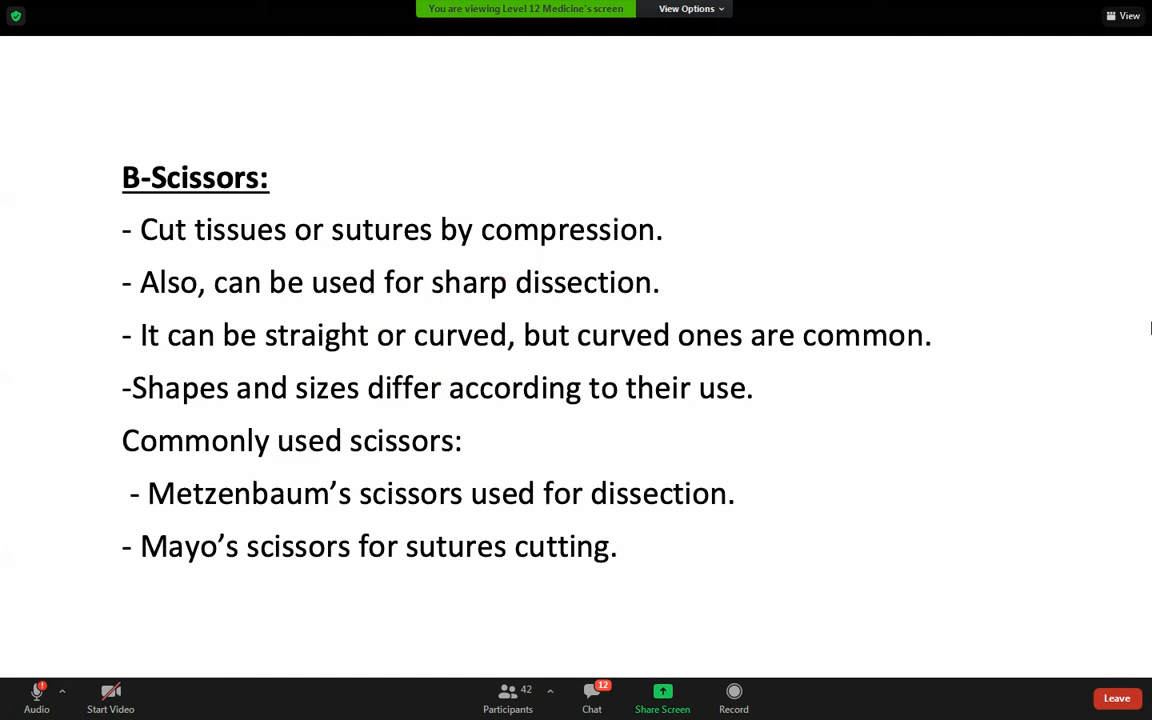 You are viewing Level 12 Medicine's screen
View Options
View
B-Scissors:
- Cut tissues or sutures by compression.
- Also, can be used for sharp dissection.
- It can be straight or curved, but curved ones are common.
-Shapes and sizes differ according to their use.
Commonly used scissors:
- Metzenbaum’s scissors used for dissection.
- Mayo’s scissors for sutures cutting.
Audio
Start Video
42
Participants
12
Chat
Share Screen
Record
Leave